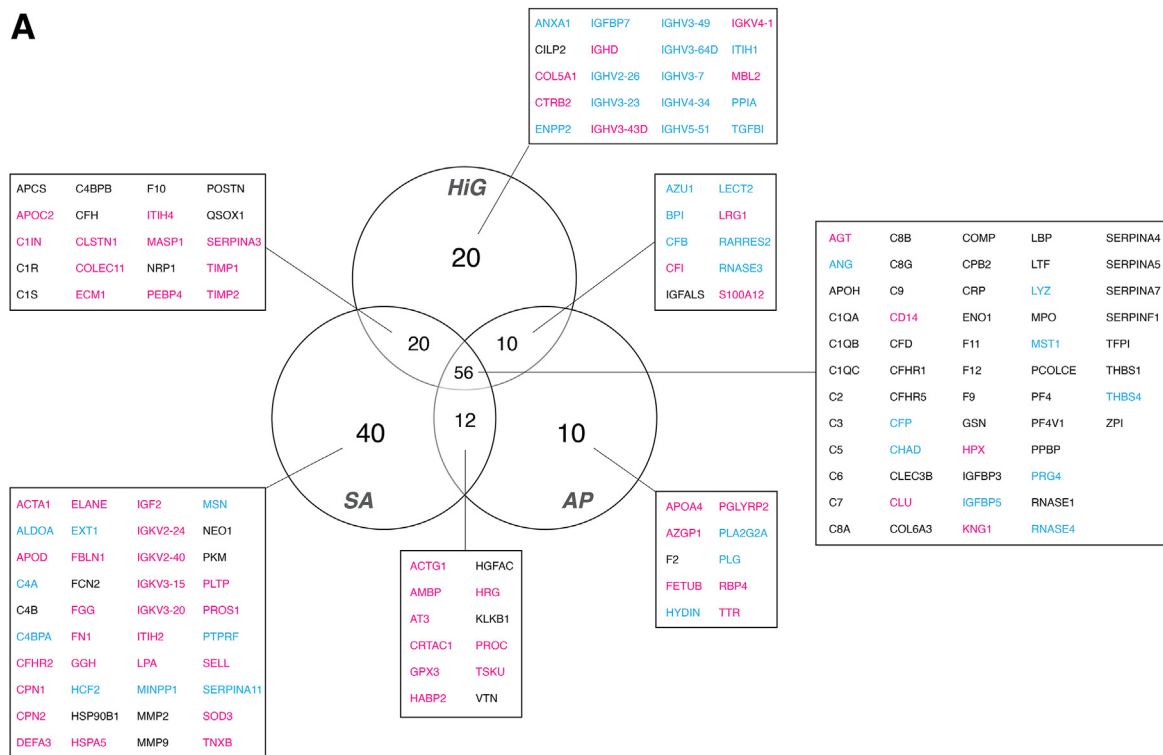 A
ANXA1 IGFBP7 IGHV3-49 IGKV4-1
CILP2 IGHD IGHV3-64D ITIH1
COL5A1 IGHV2-26 IGHV3-7 MBL2
CTRB2 IGHV3-23 IGHV4-34 PPIA
ENPP2 IGHV3-43D IGHV5-51 TGFBI
APCS C4BPB F10 POSTN
APOC2 CFH ITIH4 QSOX1
C1IN CLSTN1 MASP1 SERPINA3
C1R COLEC11 NRP1 TIMP1
C1S ECM1 PEBP4 TIMP2
HiG
20
AZU1 LECT2
BPI LRG1
CFB RARRES2
CFI RNASE3
IGFALS S100A12
20
10
56
12
40
10
SA
AP
AGT C8B COMP LBP SERPINA4
ANG C8G CPB2 LTF SERPINA5
APOH C9 CRP LYZ SERPINA7
C1QA CD14 ENO1 MPO SERPINF1
C1QB CFD F11 MST1 TFPI
C1QC CFHR1 F12 PCOLCE THBS1
C2 CFHR5 F9 PF4 THBS4
C3 CFP GSN PF4V1 ZPI
C5 CHAD HPX PPBP
C6 CLEC3B IGFBP3 PRG4
C7 CLU IGFBP5 RNASE1
C8A COL6A3 KNG1 RNASE4
ACTA1 ELANE IGF2 MSN
ALDOA EXT1 IGKV2-24 NEO1
APOD FBLN1 IGKV2-40 PKM
C4A FCN2 IGKV3-15 PLTP
C4B FGG IGKV3-20 PROS1
C4BPA FN1 ITIH2 PTPRF
CFHR2 GGH LPA SELL
CPN1 HCF2 MINPP1 SERPINA11
CPN2 HSP90B1 MMP2 SOD3
DEFA3 HSPA5 MMP9 TNXB
ACTG1 HGFAC
AMBP HRG
AT3 KLKB1
CRTAC1 PROC
GPX3 TSKU
HABP2 VTN
APOA4 PGLYRP2
AZGP1 PLA2G2A
F2 PLG
FETUB RBP4
HYDIN TTR